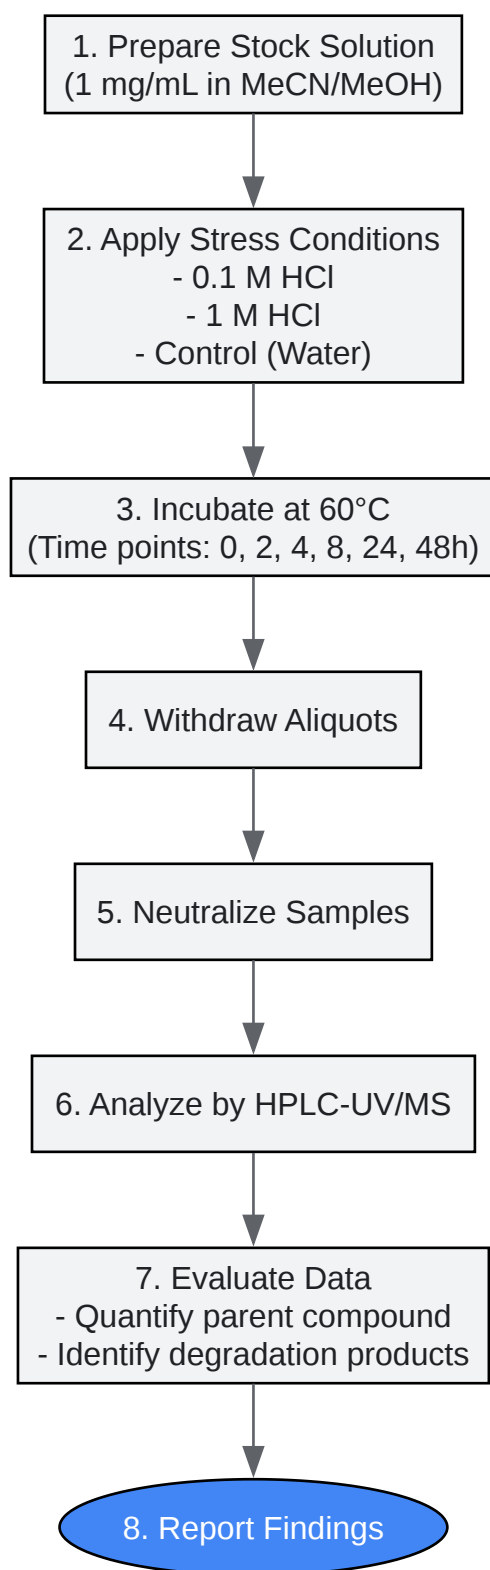 1. Prepare Stock Solution
(1 mg/mL in MeCN/MeOH)
2. Apply Stress Conditions
- 0.1 M HCl
- 1 M HCl
- Control (Water)
3. Incubate at 60°C
(Time points: 0, 2, 4, 8, 24, 48h)
4. Withdraw Aliquots
5. Neutralize Samples
6. Analyze by HPLC-UV/MS
7. Evaluate Data
- Quantify parent compound
- Identify degradation products
8. Report Findings